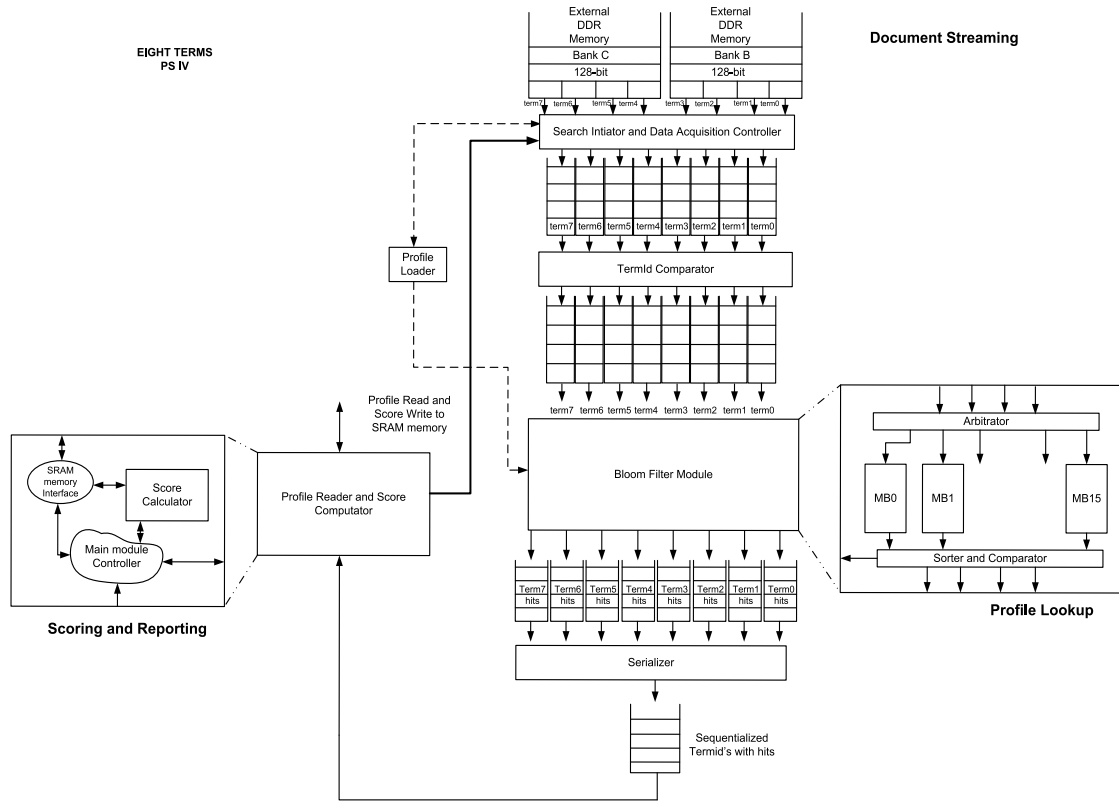 External
DDR
Memory
Bank C
128-bit
External
DDR
Memory
Bank B
128-bit
Document Streaming
EIGHT TERMS
PS IV
term7
term6
term5
term4
term3
term2
term1
term0
Search Intiator and Data Acquisition Controller
term7 term6 term5 term4 term3 term2 term1 term0
Profile
Loader
TermId Comparator
term7 term6 term5 term4 term3 term2 term1 term0
Profile Read and
Score Write to
SRAM memory
Arbitrator
SRAM
memory
Interface
Score
Calculator
Main module
Controller
Profile Reader and Score
Computator
Bloom Filter Module
MB0
MB1
MB15
Sorter and Comparator
Term7 Term6 Term5 Term4 Term3 Term2 Term1 Term0
hits hits hits hits hits hits hits hits
Profile Lookup
Scoring and Reporting
Serializer
Sequentialized
Termid's with hits